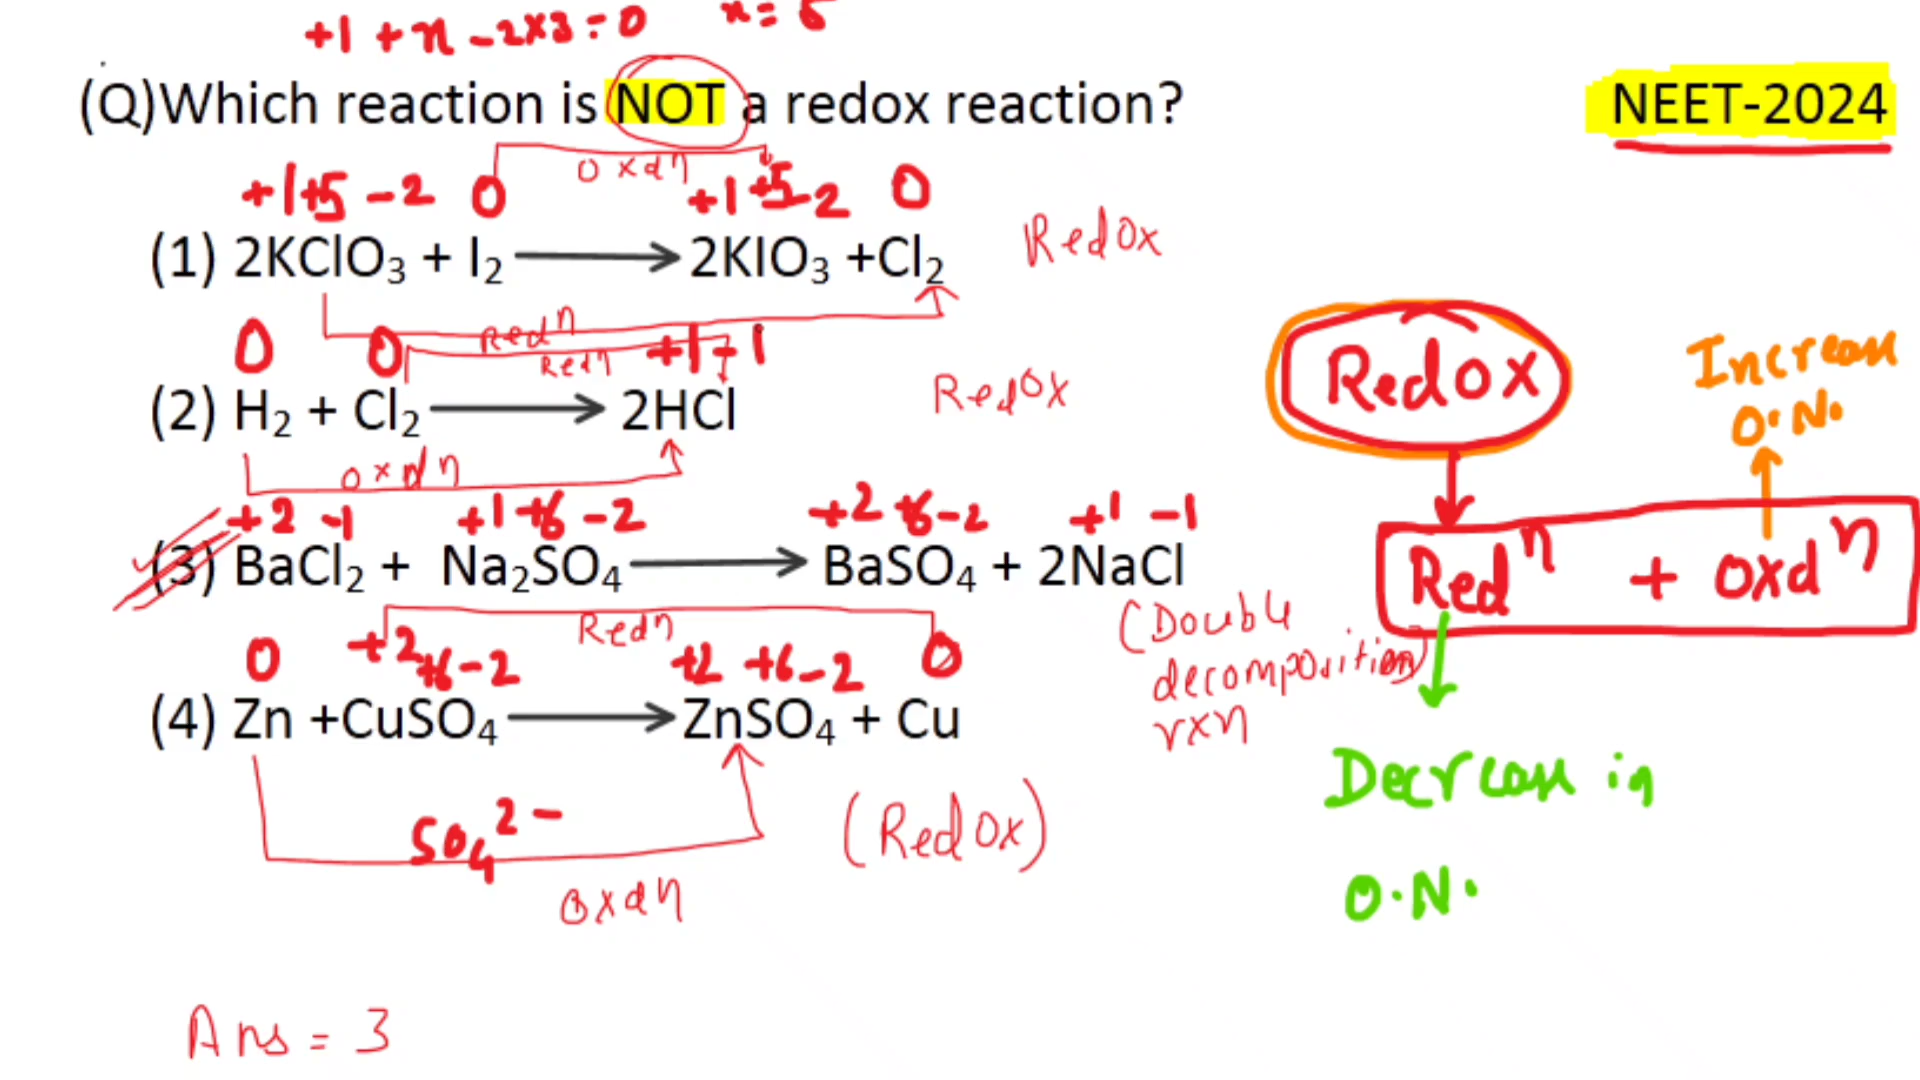 +1 + n - 2×3 = 0   n = 5
(Q)Which reaction is NOT a redox reaction?   NEET-2024
oxdn
+1+5 -2 0   +1 +5 -2 0
(1) 2KClO₃ + I₂ ⟶ 2KIO₃ +Cl₂   Redox
Redn
0 0 Redn +1 -1
(2) H₂ + Cl₂ ⟶ 2HCl   Redox
oxdn
+2 -1 +1 +6 -2   +2 +6 -2 +1 -1
(3) BaCl₂ + Na₂SO₄ ⟶ BaSO₄ + 2NaCl
Redn
(Double
decomposition)
rxn
0 +2 +6 -2   +2 +6 -2 0
(4) Zn +CuSO₄ ⟶ ZnSO₄ + Cu
SO₄²⁻
(Redox)
oxdn
Ans = 3
Redox
Increase
O.N.
Redⁿ + oxdⁿ
Decrease in
O.N.